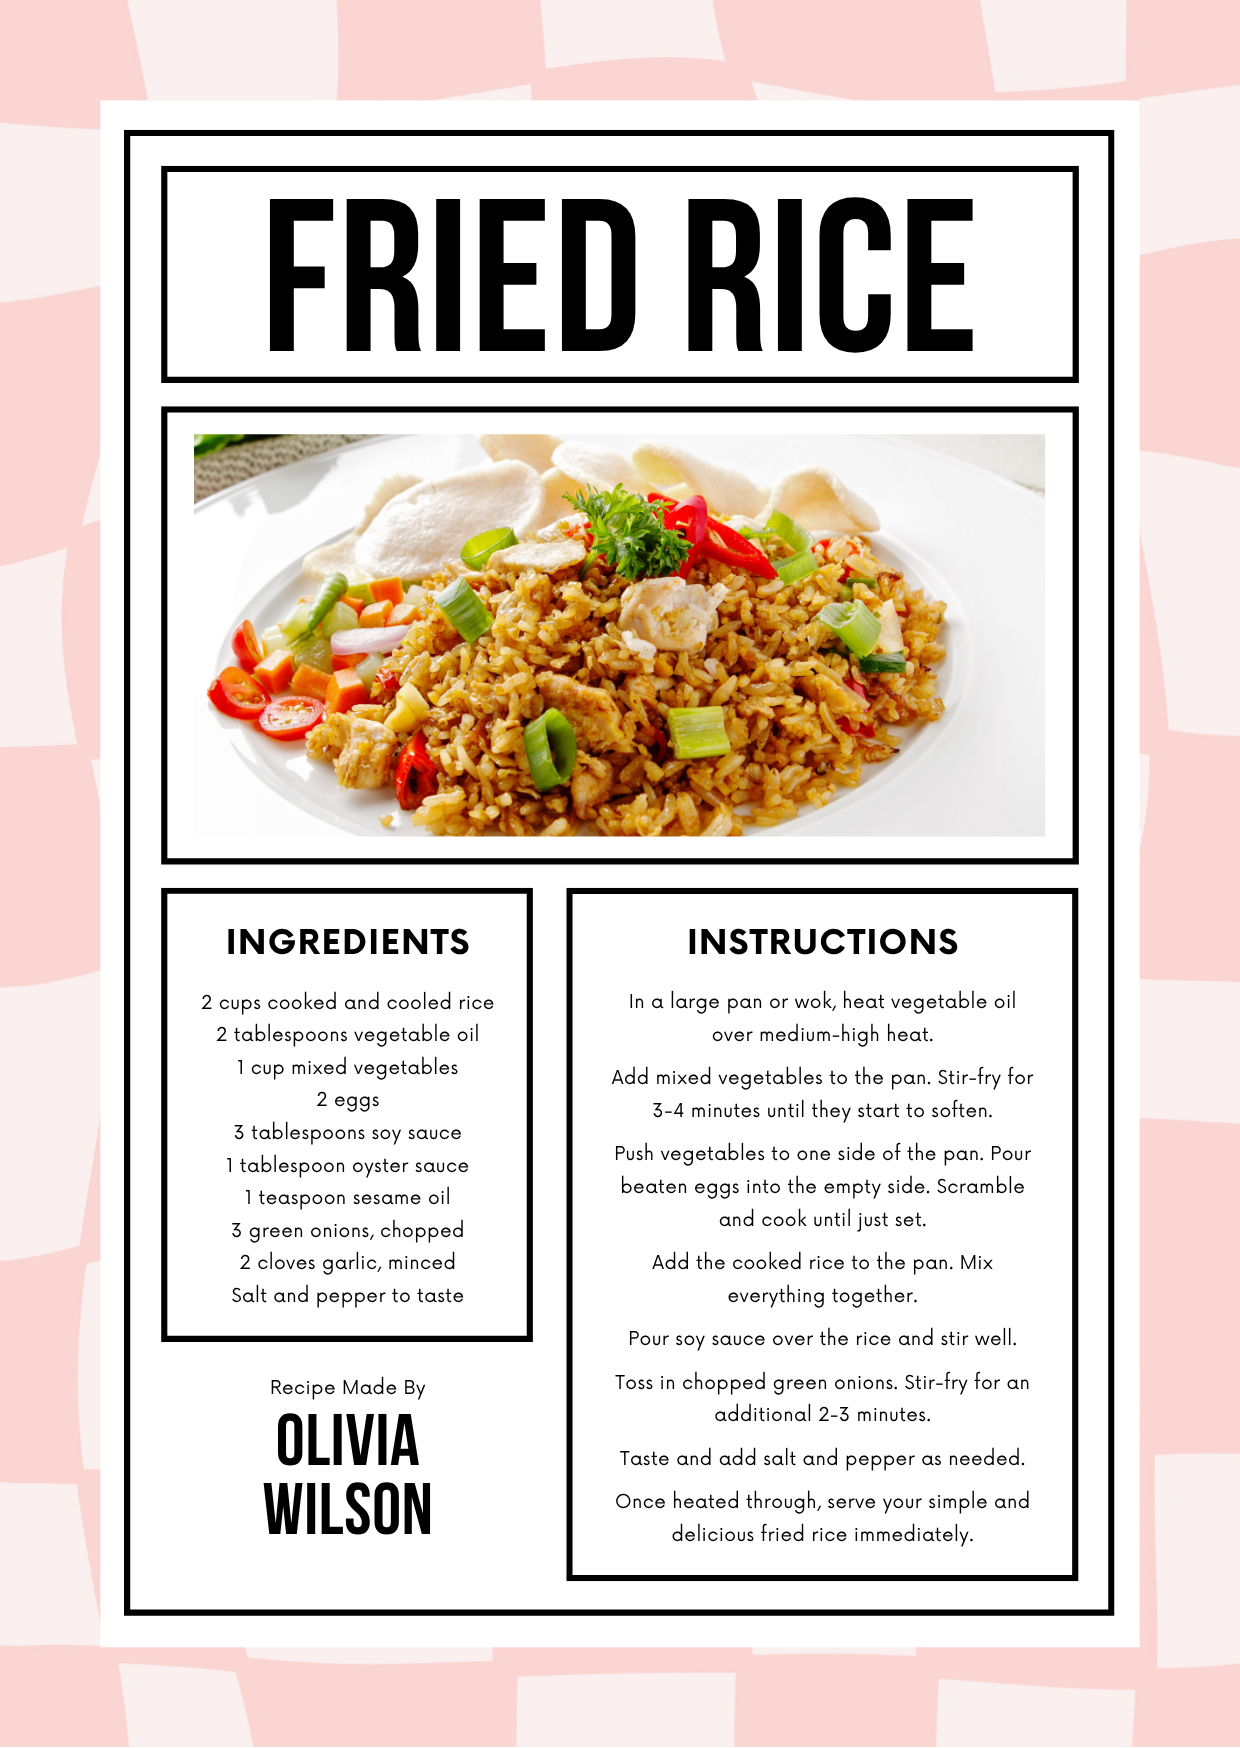 FRIED RICE
INGREDIENTS
2 cups cooked and cooled rice
2 tablespoons vegetable oil
1 cup mixed vegetables
2 eggs
3 tablespoons soy sauce
1 tablespoon oyster sauce
1 teaspoon sesame oil
3 green onions, chopped
2 cloves garlic, minced
Salt and pepper to taste
Recipe Made By
OLIVIA
WILSON
INSTRUCTIONS
In a large pan or wok, heat vegetable oil
over medium-high heat.
Add mixed vegetables to the pan. Stir-fry for
3-4 minutes until they start to soften.
Push vegetables to one side of the pan. Pour
beaten eggs into the empty side. Scramble
and cook until just set.
Add the cooked rice to the pan. Mix
everything together.
Pour soy sauce over the rice and stir well.
Toss in chopped green onions. Stir-fry for an
additional 2-3 minutes.
Taste and add salt and pepper as needed.
Once heated through, serve your simple and
delicious fried rice immediately.